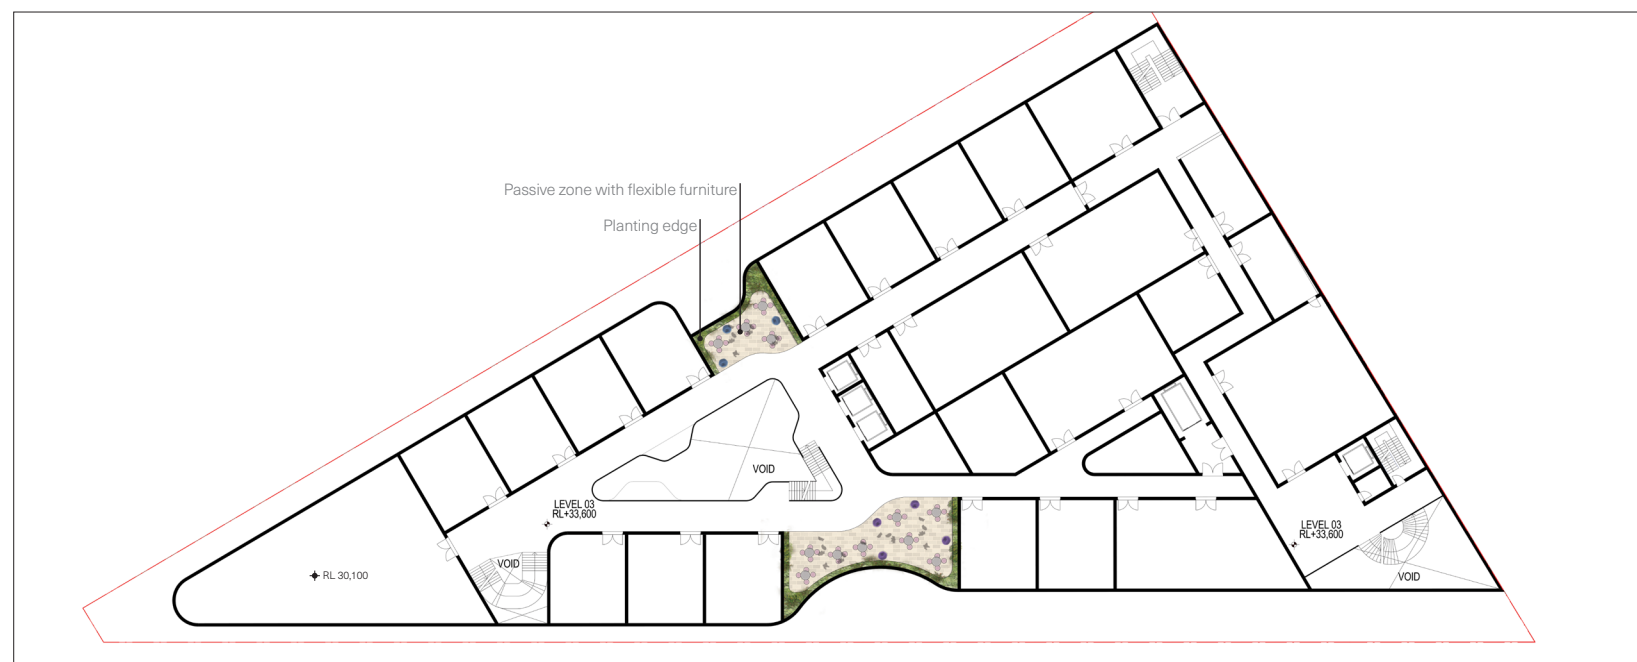 Passive zone with flexible furniture
Planting edge
VOID
LEVEL 03
RL+33,600
LEVEL 03
RL+33,600
VOID
RL 30,100
VOID